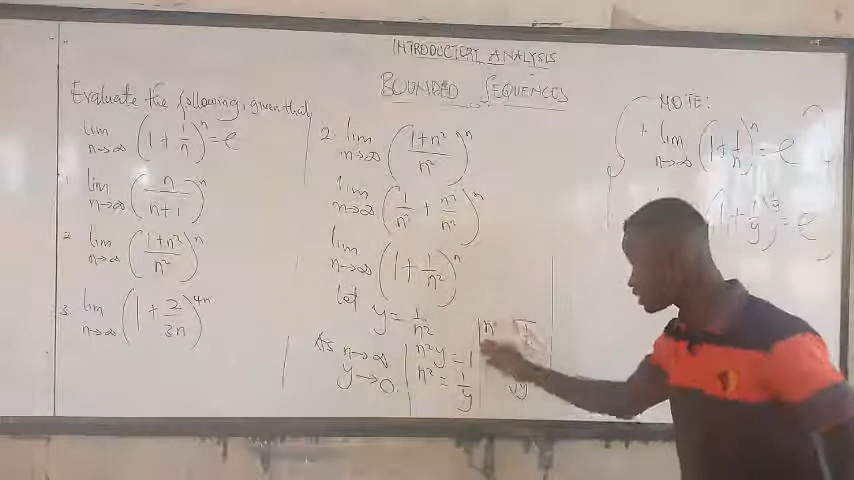 INTRODUCTORY ANALYSIS
BOUNDED SEQUENCES
Evaluate the following, given that
lim n→∞ (1 + 1/n)^n = e
1. lim n→∞ (n/(n+1))^n
2. lim n→∞ ((1+n²)/n²)^n
3. lim n→∞ (1 + 2/3n)^4n
2. lim n→∞ ((1+n²)/n²)^n
lim n→∞ (1/n² + n²/n²)^n
lim n→∞ (1 + 1/n²)^n
let y = 1/n²
As n→∞
y→0.
n²y = 1
n² = 1/y
NOTE:
1. lim n→∞ (1 + 1/n)^n = e